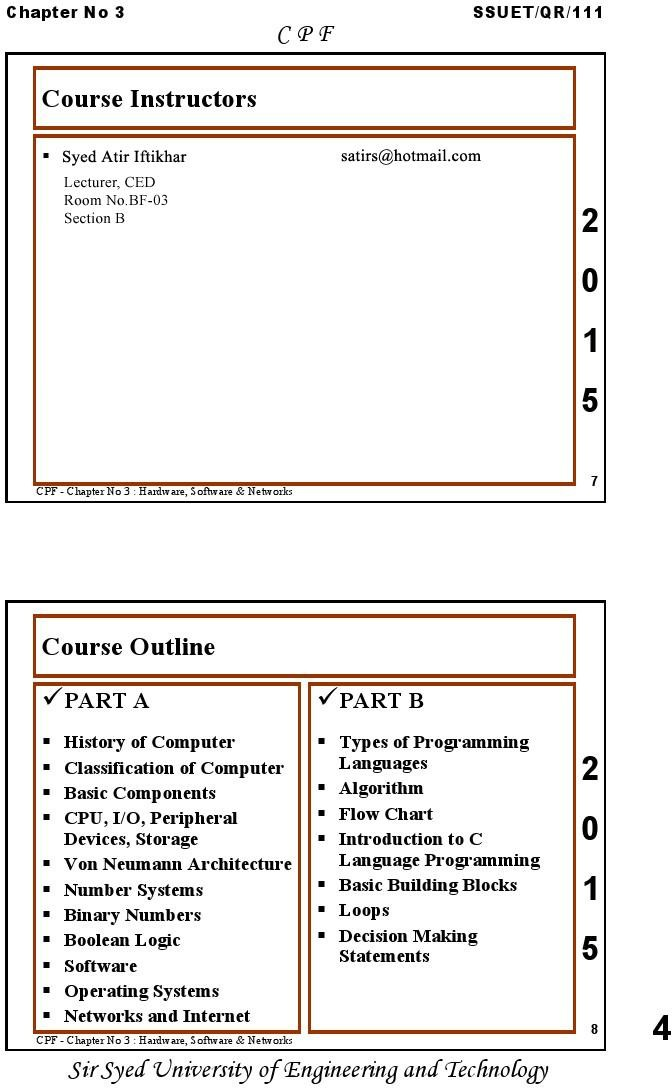 Chapter No 3 SSUET/QR/111
C P F
Course Instructors
▪ Syed Atir Iftikhar satirs@hotmail.com
Lecturer, CED
Room No.BF-03
Section B
2
0
1
5
7
CPF - Chapter No 3 : Hardware, Software & Networks
Course Outline
✓PART A
▪ History of Computer
▪ Classification of Computer
▪ Basic Components
▪ CPU, I/O, Peripheral
Devices, Storage
▪ Von Neumann Architecture
▪ Number Systems
▪ Binary Numbers
▪ Boolean Logic
▪ Software
▪ Operating Systems
▪ Networks and Internet
✓PART B
▪ Types of Programming
Languages
▪ Algorithm
▪ Flow Chart
▪ Introduction to C
Language Programming
▪ Basic Building Blocks
▪ Loops
▪ Decision Making
Statements
2
0
1
5
8
4
CPF - Chapter No 3 : Hardware, Software & Networks
Sir Syed University of Engineering and Technology